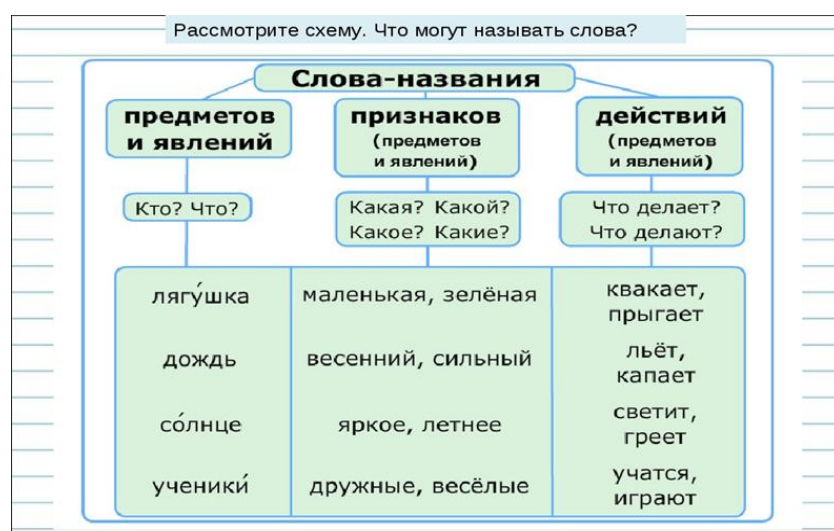 Рассмотрите схему. Что могут называть слова?
Слова-названия
предметов
и явлений
признаков
(предметов
и явлений)
действий
(предметов
и явлений)
Кто? Что?
Какая? Какой?
Какое? Какие?
Что делает?
Что делают?
лягу́шка
маленькая, зелёная
квакает,
прыгает
дождь
весенний, сильный
льёт,
капает
со́лнце
яркое, летнее
светит,
греет
ученики́
дружные, весёлые
учатся,
играют